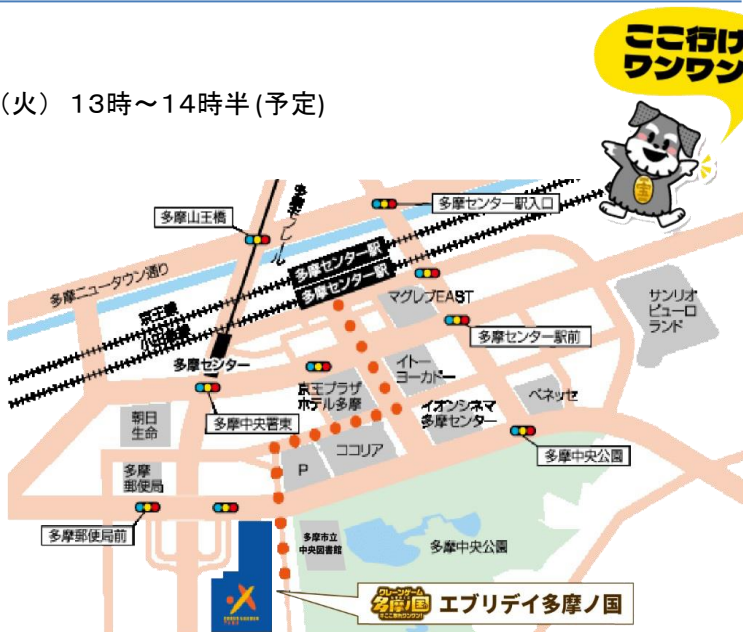 ここ行け
ワンワン
（火） 13時～14時半(予定)
多摩山王橋
多摩センター駅入口
多摩ニュータウン通り
多摩センター駅
多摩センター駅
マグレブEAST
サンリオ
ピューロ
ランド
京王線
小田急線
多摩センター駅前
多摩センター
イトー
ヨーカドー
京王プラザ
ホテル多摩
ベネッセ
朝日
生命
多摩中央署東
イオンシネマ
多摩センター
ココリア
多摩中央公園
P
多摩
郵便局
多摩郵便局前
多摩市立
中央図書館
多摩中央公園
クレーンゲーム
多摩ノ国
エブリデイ多摩ノ国